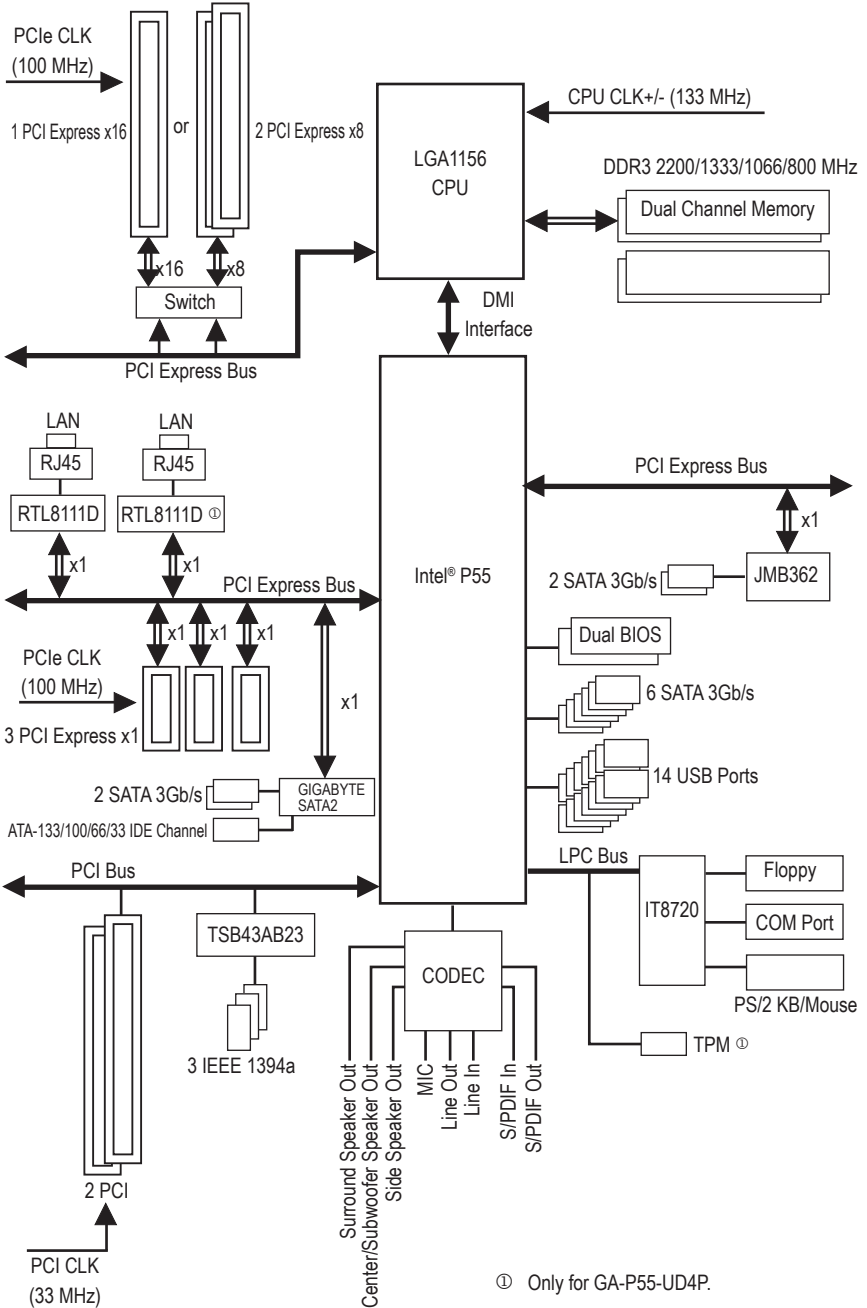 PCIe CLK
(100 MHz)
1 PCI Express x16
or
2 PCI Express x8
x16
x8
Switch
PCI Express Bus
LGA1156
CPU
CPU CLK+/- (133 MHz)
DDR3 2200/1333/1066/800 MHz
Dual Channel Memory
DMI
Interface
LAN
LAN
RJ45
RJ45
RTL8111D
RTL8111D ①
x1
x1
PCI Express Bus
x1
x1
x1
PCIe CLK
(100 MHz)
3 PCI Express x1
x1
2 SATA 3Gb/s
GIGABYTE
SATA2
ATA-133/100/66/33 IDE Channel
Intel® P55
PCI Express Bus
x1
2 SATA 3Gb/s
JMB362
Dual BIOS
6 SATA 3Gb/s
14 USB Ports
LPC Bus
IT8720
Floppy
COM Port
PS/2 KB/Mouse
TPM ①
PCI Bus
TSB43AB23
3 IEEE 1394a
CODEC
Surround Speaker Out
Center/Subwoofer Speaker Out
Side Speaker Out
MIC
Line Out
Line In
S/PDIF In
S/PDIF Out
2 PCI
PCI CLK
(33 MHz)
① Only for GA-P55-UD4P.